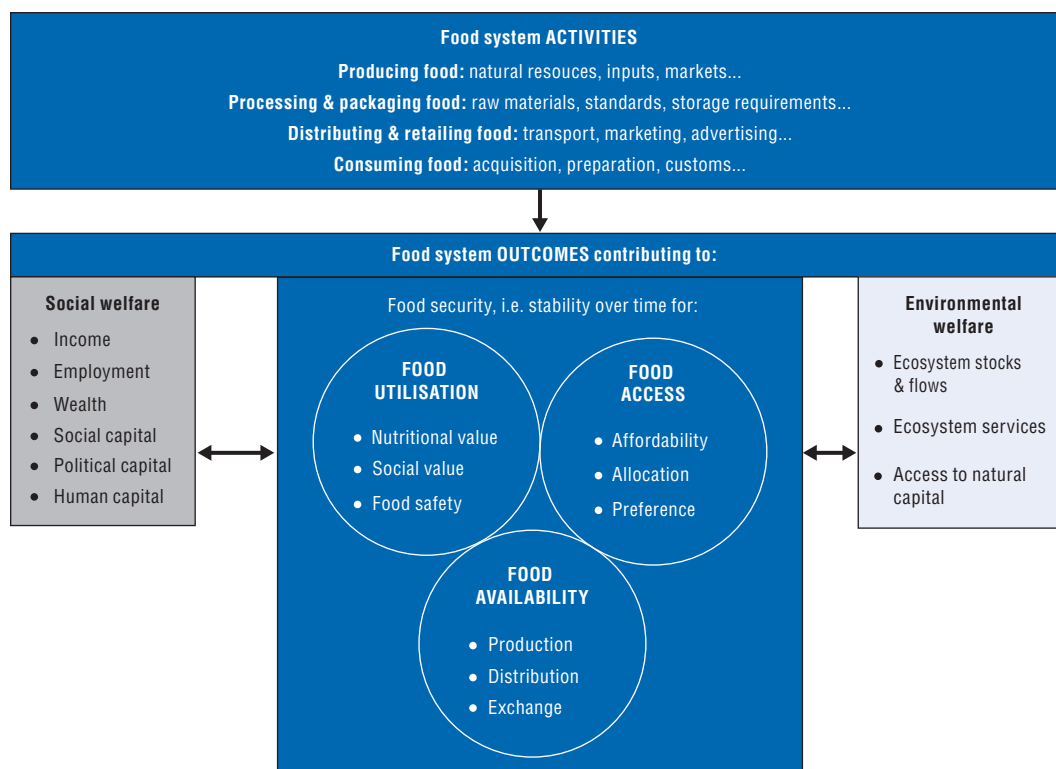 Food system ACTIVITIES
Producing food: natural resouces, inputs, markets...
Processing & packaging food: raw materials, standards, storage requirements...
Distributing & retailing food: transport, marketing, advertising...
Consuming food: acquisition, preparation, customs...
Food system OUTCOMES contributing to:
Social welfare
• Income
• Employment
• Wealth
• Social capital
• Political capital
• Human capital
Food security, i.e. stability over time for:
FOOD
UTILISATION
• Nutritional value
• Social value
• Food safety
FOOD
ACCESS
• Affordability
• Allocation
• Preference
FOOD
AVAILABILITY
• Production
• Distribution
• Exchange
Environmental
welfare
• Ecosystem stocks
& flows
• Ecosystem services
• Access to natural
capital